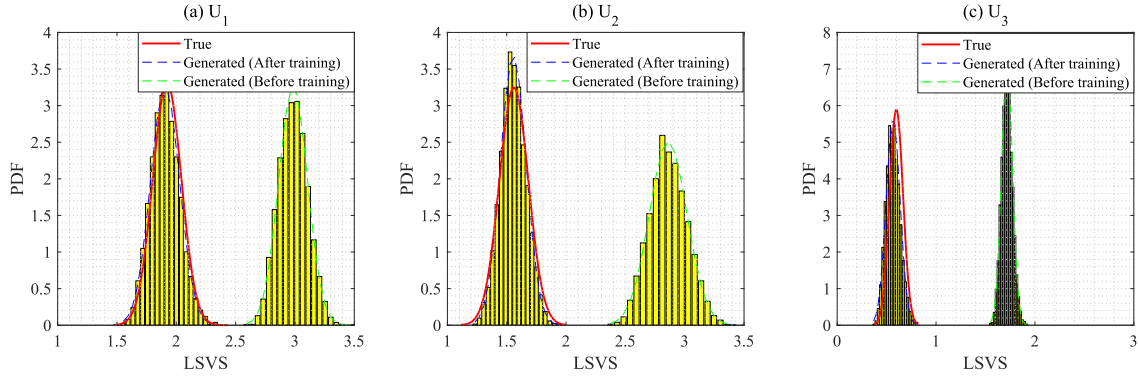 (a) U1
4
3.5
3
2.5
2
1.5
1
0.5
0
PDF
1
1.5
2
2.5
3
3.5
LSVS
True
Generated (After training)
Generated (Before training)
(b) U2
4
3.5
3
2.5
2
1.5
1
0.5
0
PDF
1
1.5
2
2.5
3
3.5
LSVS
True
Generated (After training)
Generated (Before training)
(c) U3
8
7
6
5
4
3
2
1
0
PDF
0
1
2
3
LSVS
True
Generated (After training)
Generated (Before training)